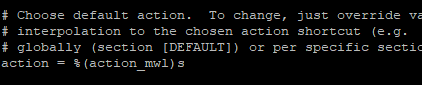 # Choose default action.  To change, just override va
# interpolation to the chosen action shortcut (e.g.
# globally (section [DEFAULT]) or per specific sectio
action = %(action_mwl)s